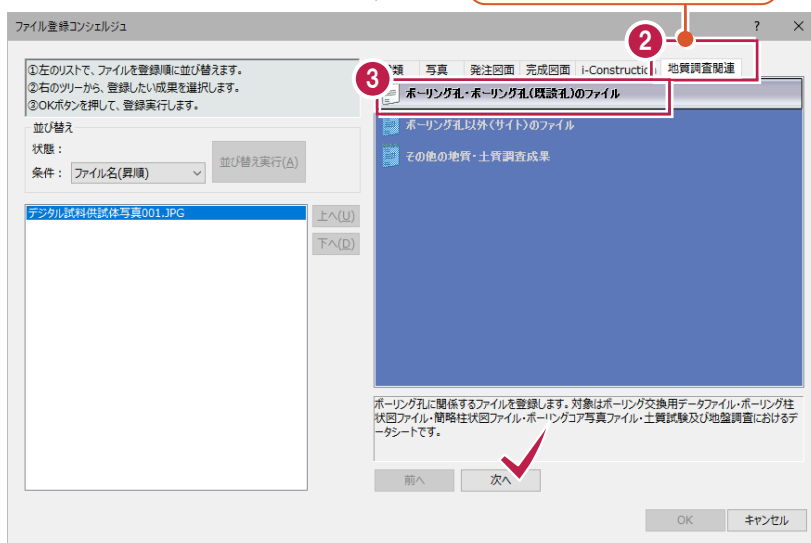 ファイル登録コンシェルジュ
?
①左のリストで、ファイルを登録順に並び替えます。
②右のツリーから、登録したい成果を選択します。
③OKボタンを押して、登録実行します。
並び替え
状態：
条件： ファイル名(昇順)
並び替え実行(A)
デジタル試料供試体写真001.JPG
上へ(U)
下へ(D)
2
類 写真 発注図面 完成図面 i-Construction 地質調査関連
3
ボーリング孔・ボーリング孔(既設孔)のファイル
ボーリング孔以外(サイト)のファイル
その他の地質・土質調査成果
ボーリング孔に関係するファイルを登録します。対象はボーリング交換用データファイル・ボーリング柱
状図ファイル・簡略柱状図ファイル・ボーリングコア写真ファイル・土質試験及び地盤調査におけるデ
ータシートです。
前へ
次へ
OK
キャンセル